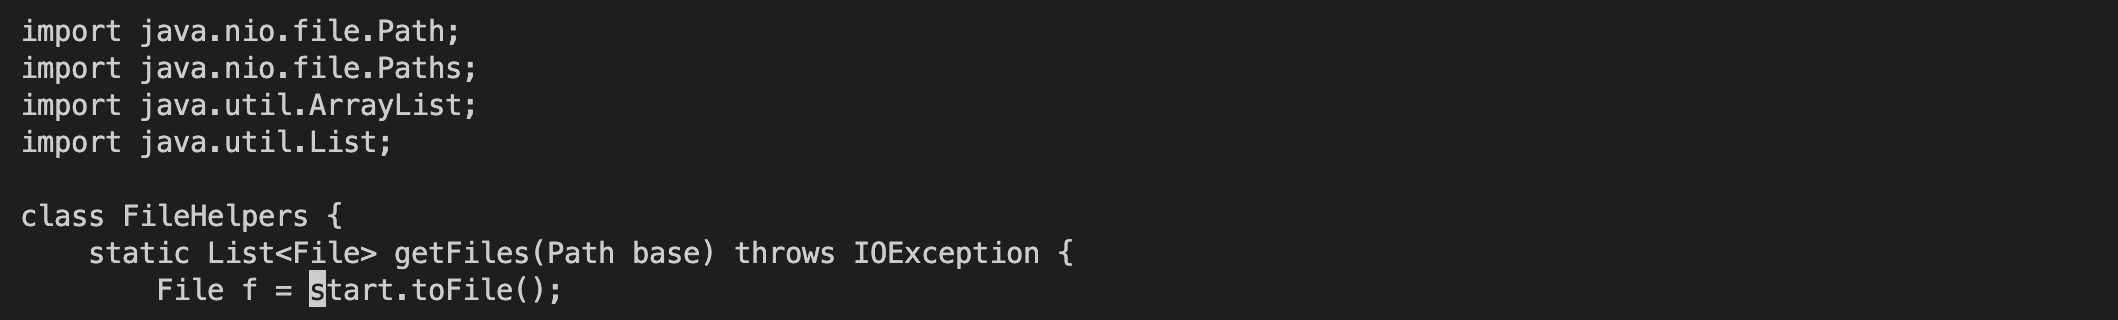 import java.nio.file.Path;
import java.nio.file.Paths;
import java.util.ArrayList;
import java.util.List;

class FileHelpers {
    static List<File> getFiles(Path base) throws IOException {
        File f = start.toFile();